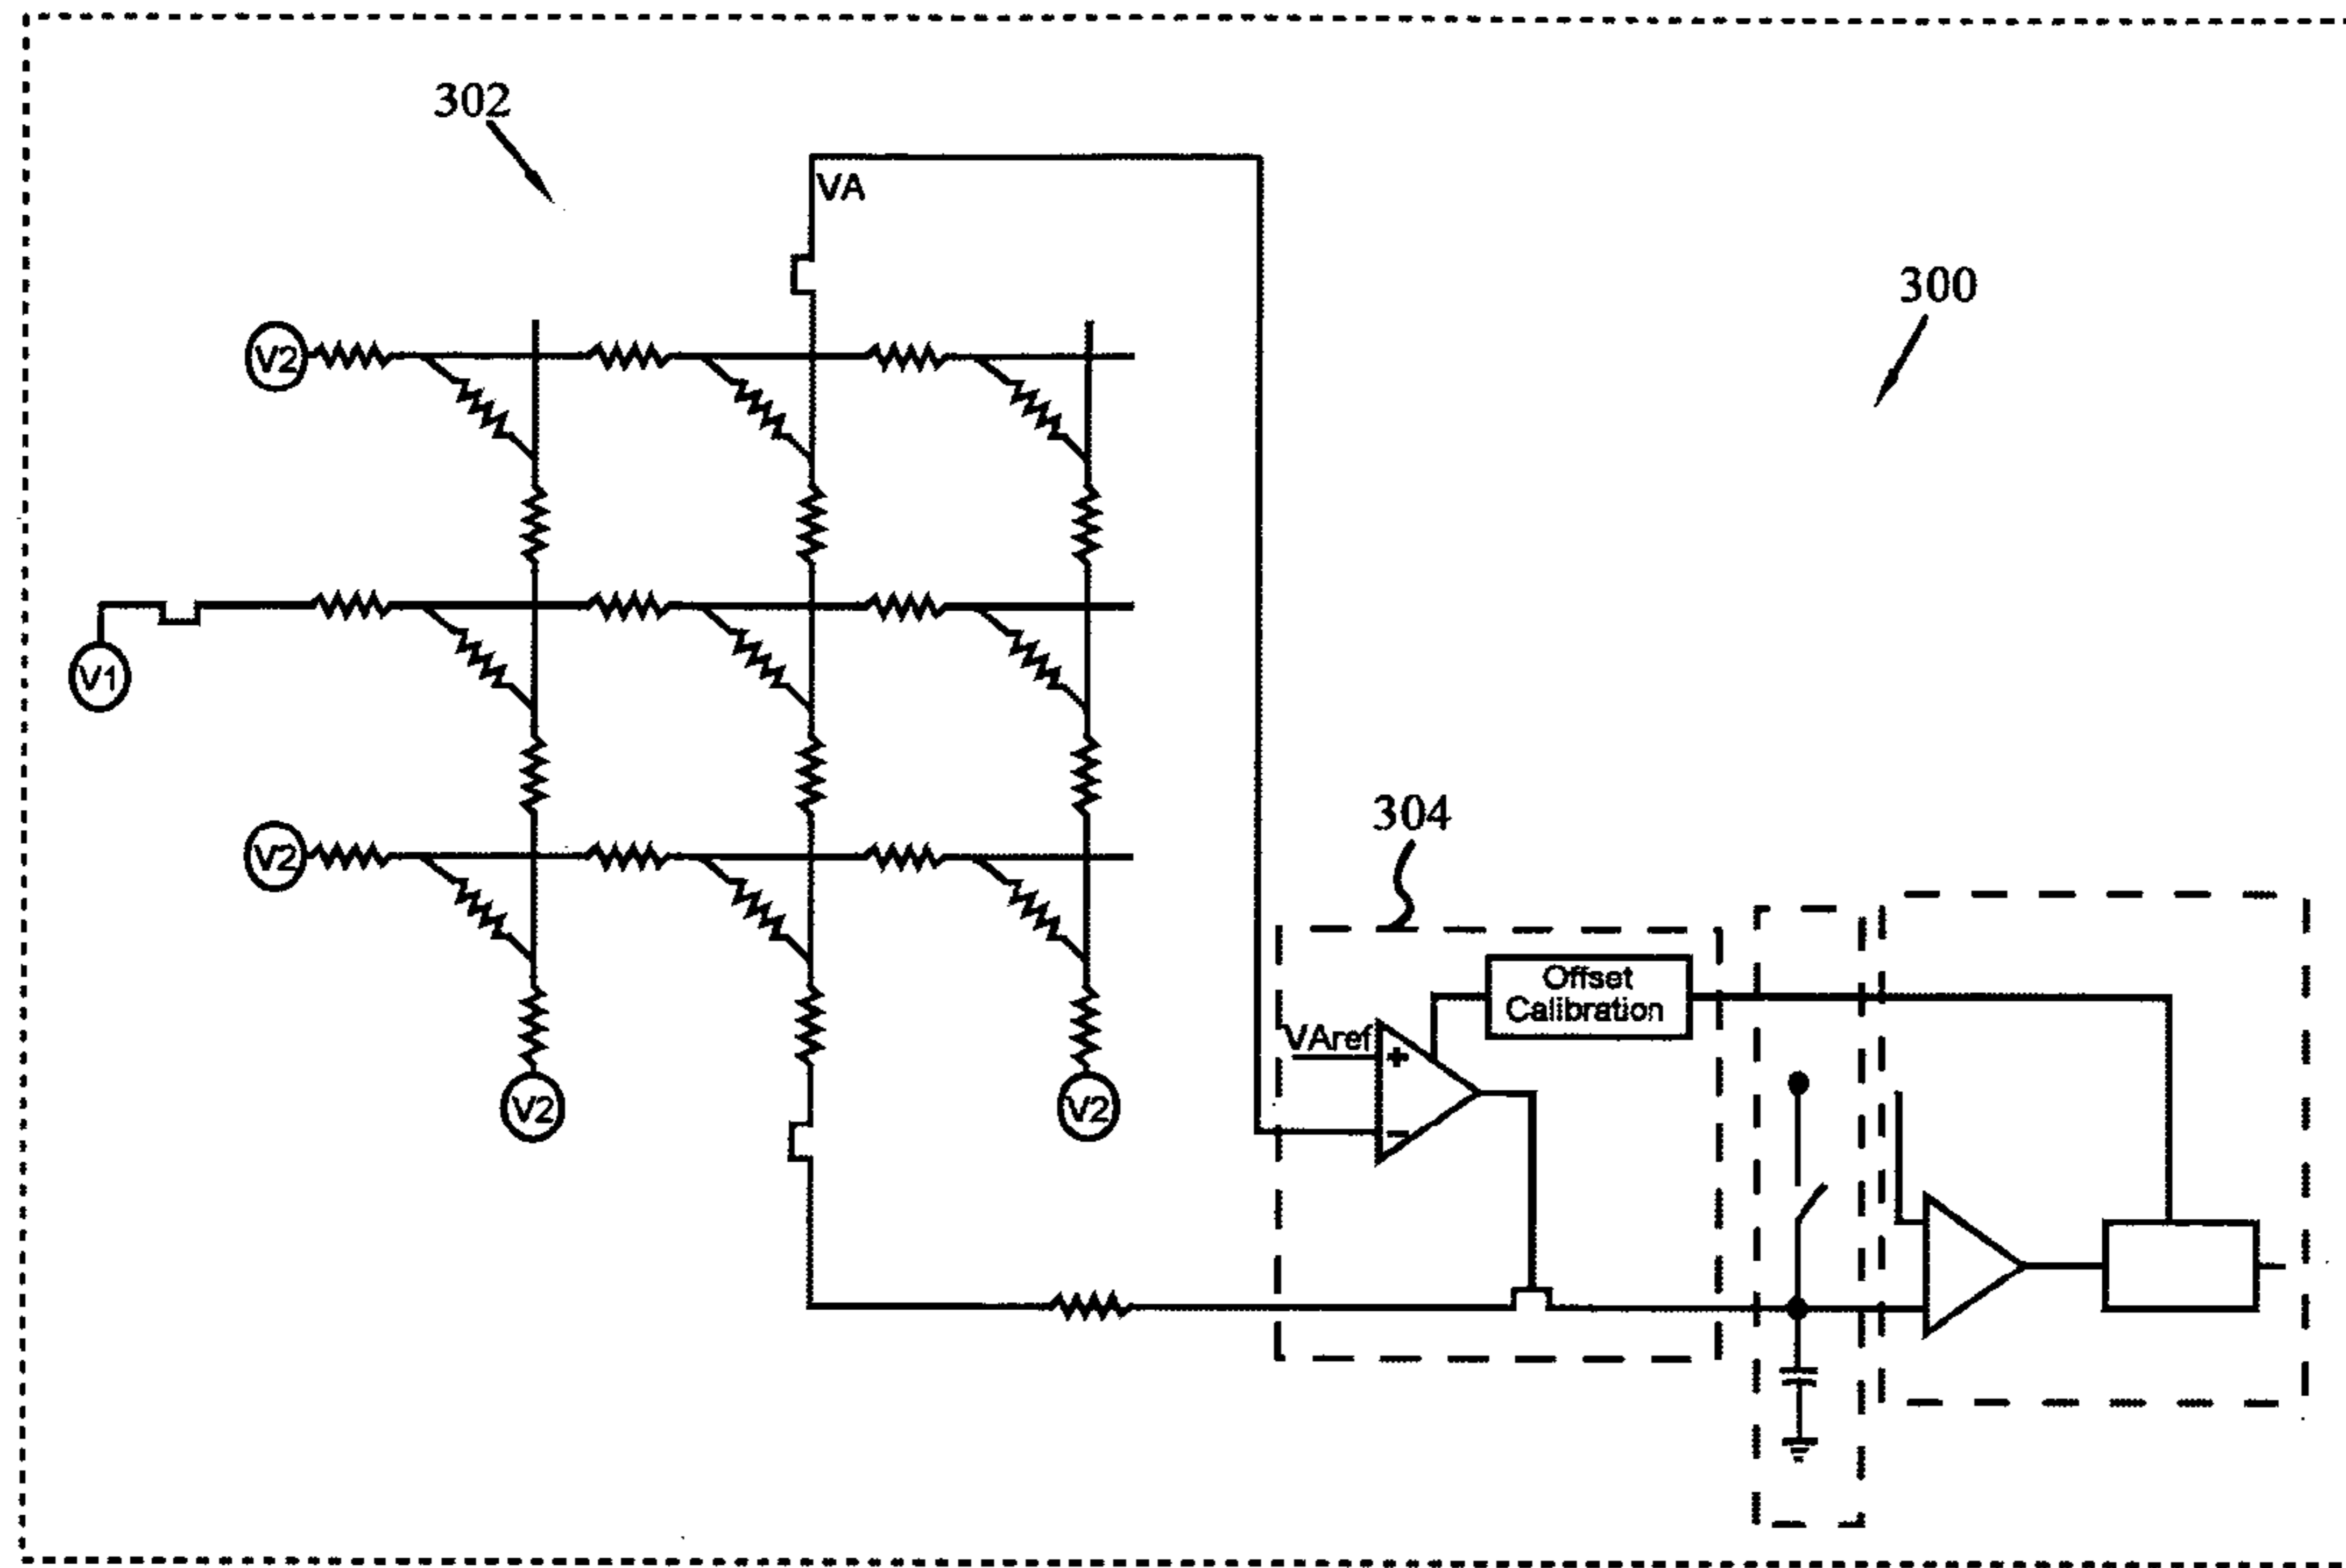 302
VA
300
V2
V1
V2
304
Offset
Calibration
VAref
+
−
V2
V2